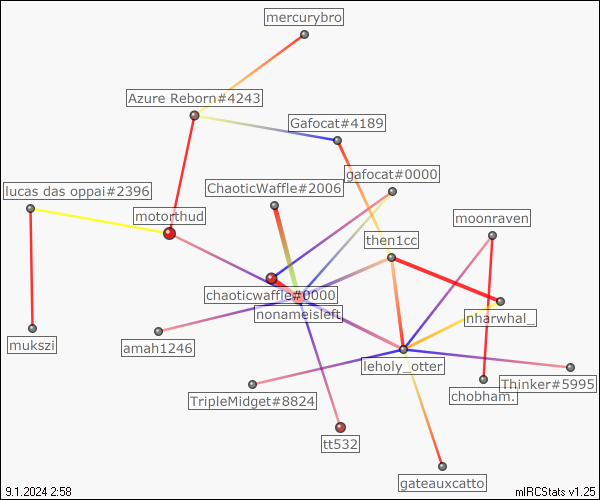 mercurybro
Azure Reborn#4243
Gafocat#4189
gafocat#0000
lucas das oppai#2396
ChaoticWaffle#2006
motorthud
moonraven
then1cc
chaoticwaffle#0000
nonameisleft
nharwhal_
mukszi
amah1246
leholy_otter
Thinker#5995
TripleMidget#8824
chobham.
tt532
gateauxcatto
9.1.2024 2:58
mIRCStats v1.25